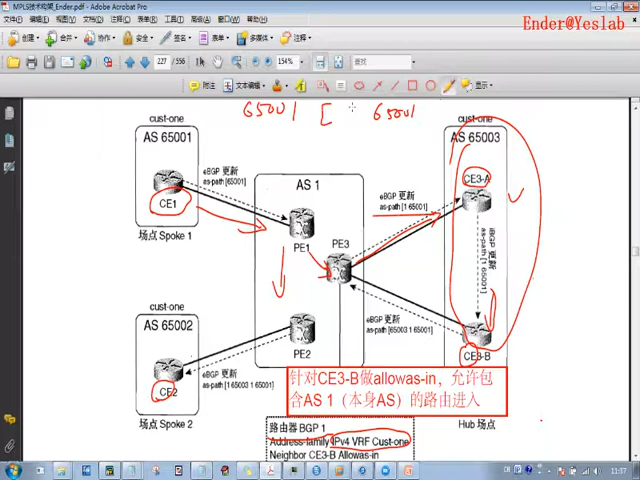 MPLS技术构架_Ender.pdf - Adobe Acrobat Pro
Ender@Yeslab
文件(F) 视图(V) 文档(D) 注释(C) 表单(R) 工具(T) 高级(A) 窗口(W) 帮助(H)
创建 合并 协作 安全 签名 表单 多媒体 注释
227 / 556 154% 查找
附注 文本编辑 显示
65001 [ 65001
cust-one
cust-one
AS 65001
AS 65003
eBGP 更新
as-path [65001]
AS 1
eBGP 更新
as-path [1 65001]
CE3-A
CE1
PE1
PE3
场点 Spoke 1
iBGP 更新
as-path [1 65001]
cust-one
AS 65002
eBGP 更新
as-path [65003 1 65001]
PE2
CE3-B
eBGP 更新
as-path [1 65003 1 65001]
CE2
针对CE3-B做allowas-in，允许包
含AS 1（本身AS）的路由进入
场点 Spoke 2
Hub 场点
路由器 BGP 1
Address-family IPv4 VRF Cust-one
Neighbor CE3-B Allowas-in
11:37